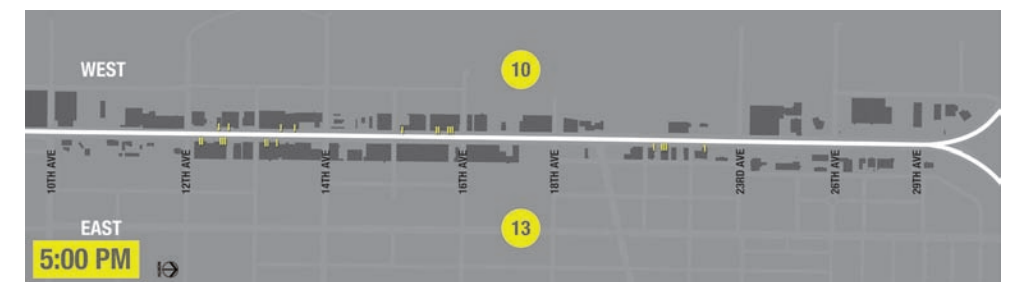 WEST
10
10TH AVE
12TH AVE
14TH AVE
16TH AVE
18TH AVE
23RD AVE
26TH AVE
29TH AVE
EAST
13
5:00 PM